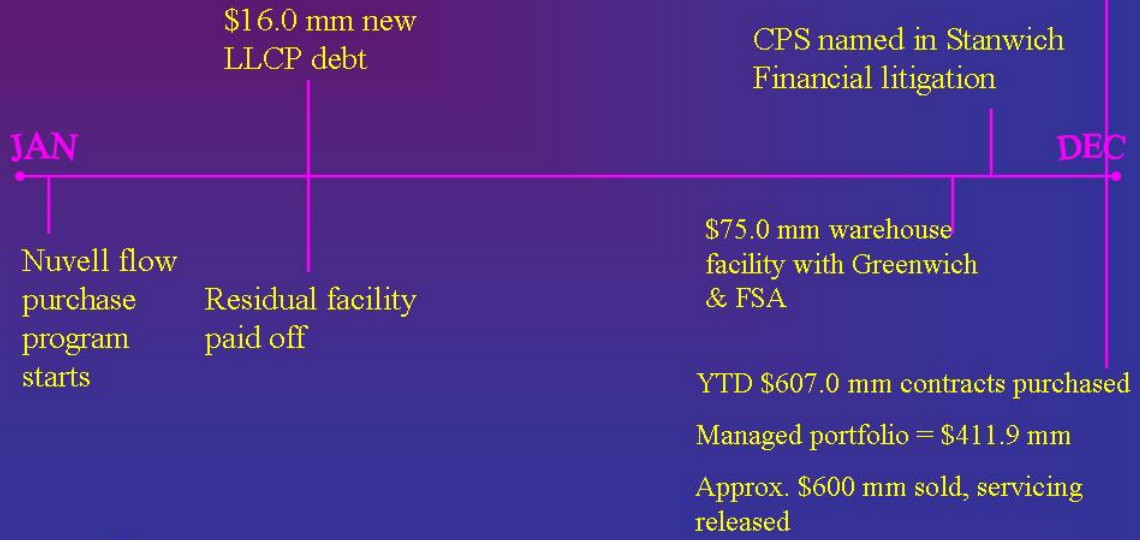 $16.0 mm new
LLCP debt
CPS named in Stanwich
Financial litigation
JAN
DEC
Nuvell flow
purchase
program
starts
Residual facility
paid off
$75.0 mm warehouse
facility with Greenwich
& FSA
YTD $607.0 mm contracts purchased
Managed portfolio = $411.9 mm
Approx. $600 mm sold, servicing
released